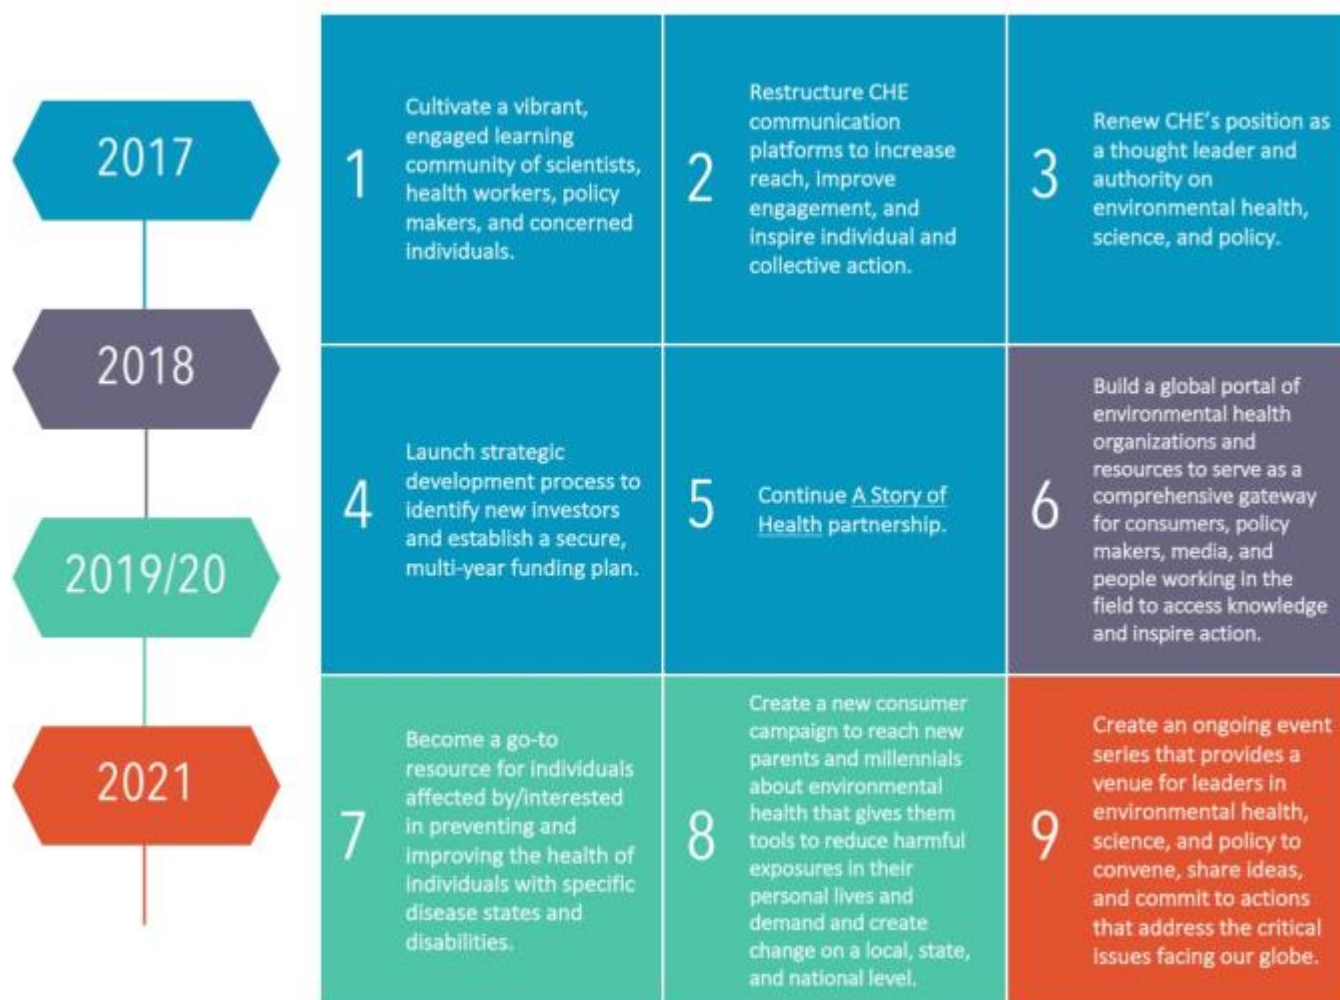 2017
2018
2019/20
2021
1
Cultivate a vibrant,
engaged learning
community of scientists,
health workers, policy
makers, and concerned
individuals.
2
Restructure CHE
communication
platforms to increase
reach, improve
engagement, and
inspire individual and
collective action.
3
Renew CHE's position as
a thought leader and
authority on
environmental health,
science, and policy.
4
Launch strategic
development process to
identify new investors
and establish a secure,
multi-year funding plan.
5
Continue A Story of
Health partnership.
6
Build a global portal of
environmental health
organizations and
resources to serve as a
comprehensive gateway
for consumers, policy
makers, media, and
people working in the
field to access knowledge
and inspire action.
7
Become a go-to
resource for individuals
affected by/interested
in preventing and
improving the health of
individuals with specific
disease states and
disabilities.
8
Create a new consumer
campaign to reach new
parents and millennials
about environmental
health that gives them
tools to reduce harmful
exposures in their
personal lives and
demand and create
change on a local, state,
and national level.
9
Create an ongoing event
series that provides a
venue for leaders in
environmental health,
science, and policy to
convene, share ideas,
and commit to actions
that address the critical
issues facing our globe.